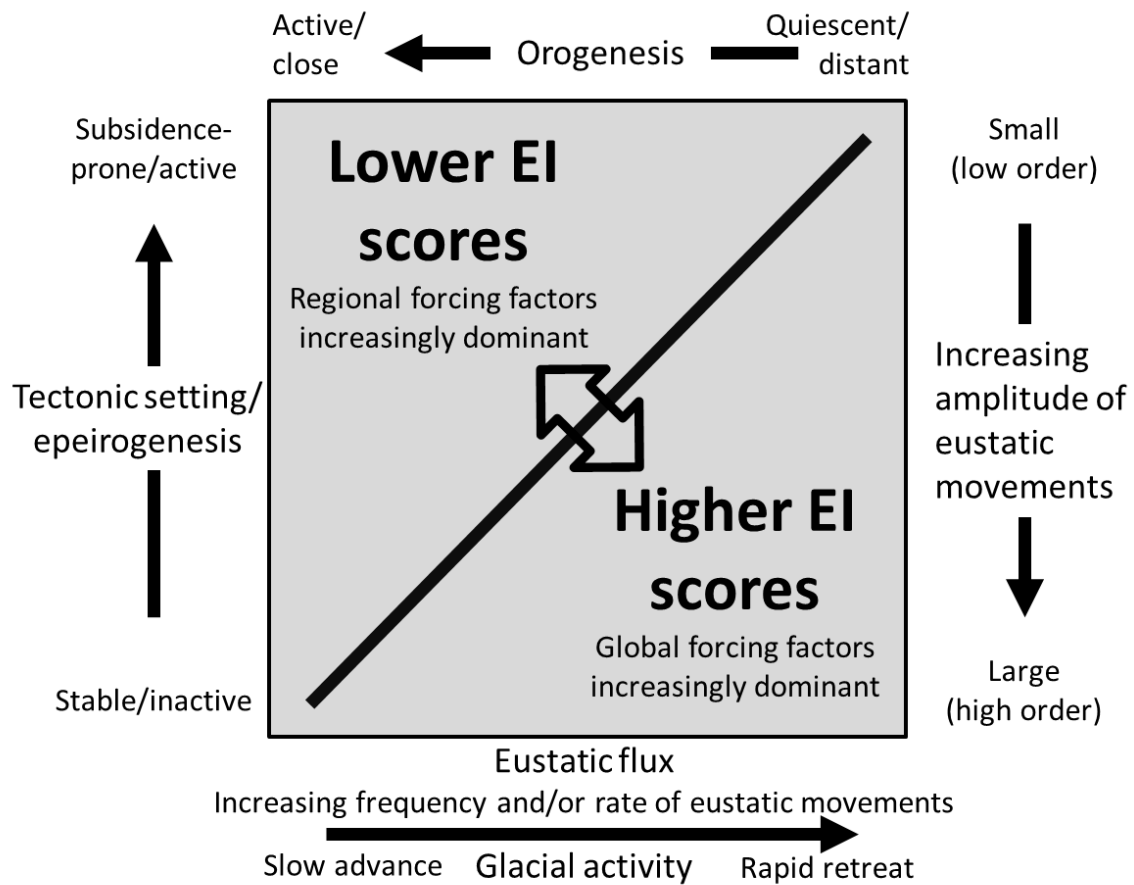 Active/
close
Orogenesis
Quiescent/
distant
Subsidence-
prone/active
Lower EI
scores
Regional forcing factors
increasingly dominant
Small
(low order)
Tectonic setting/
epeirogenesis
Increasing
amplitude of
eustatic
movements
Higher EI
scores
Global forcing factors
increasingly dominant
Stable/inactive
Large
(high order)
Eustatic flux
Increasing frequency and/or rate of eustatic movements
Slow advance
Glacial activity
Rapid retreat